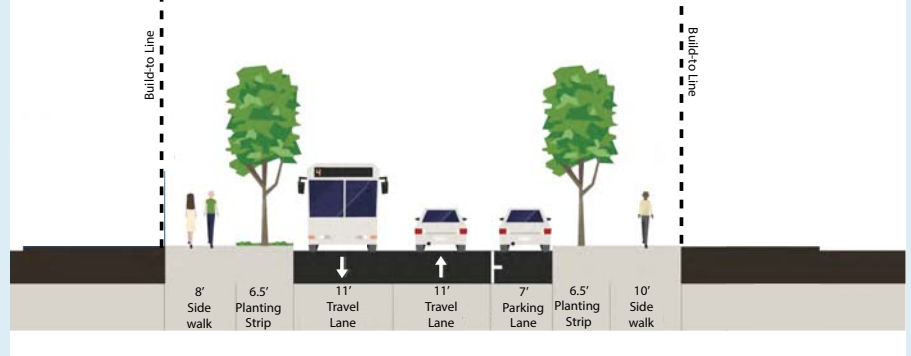 Build-to Line
Build-to Line
4
8'
Side
walk
6.5'
Planting
Strip
11'
Travel
Lane
11'
Travel
Lane
7'
Parking
Lane
6.5'
Planting
Strip
10'
Side
walk